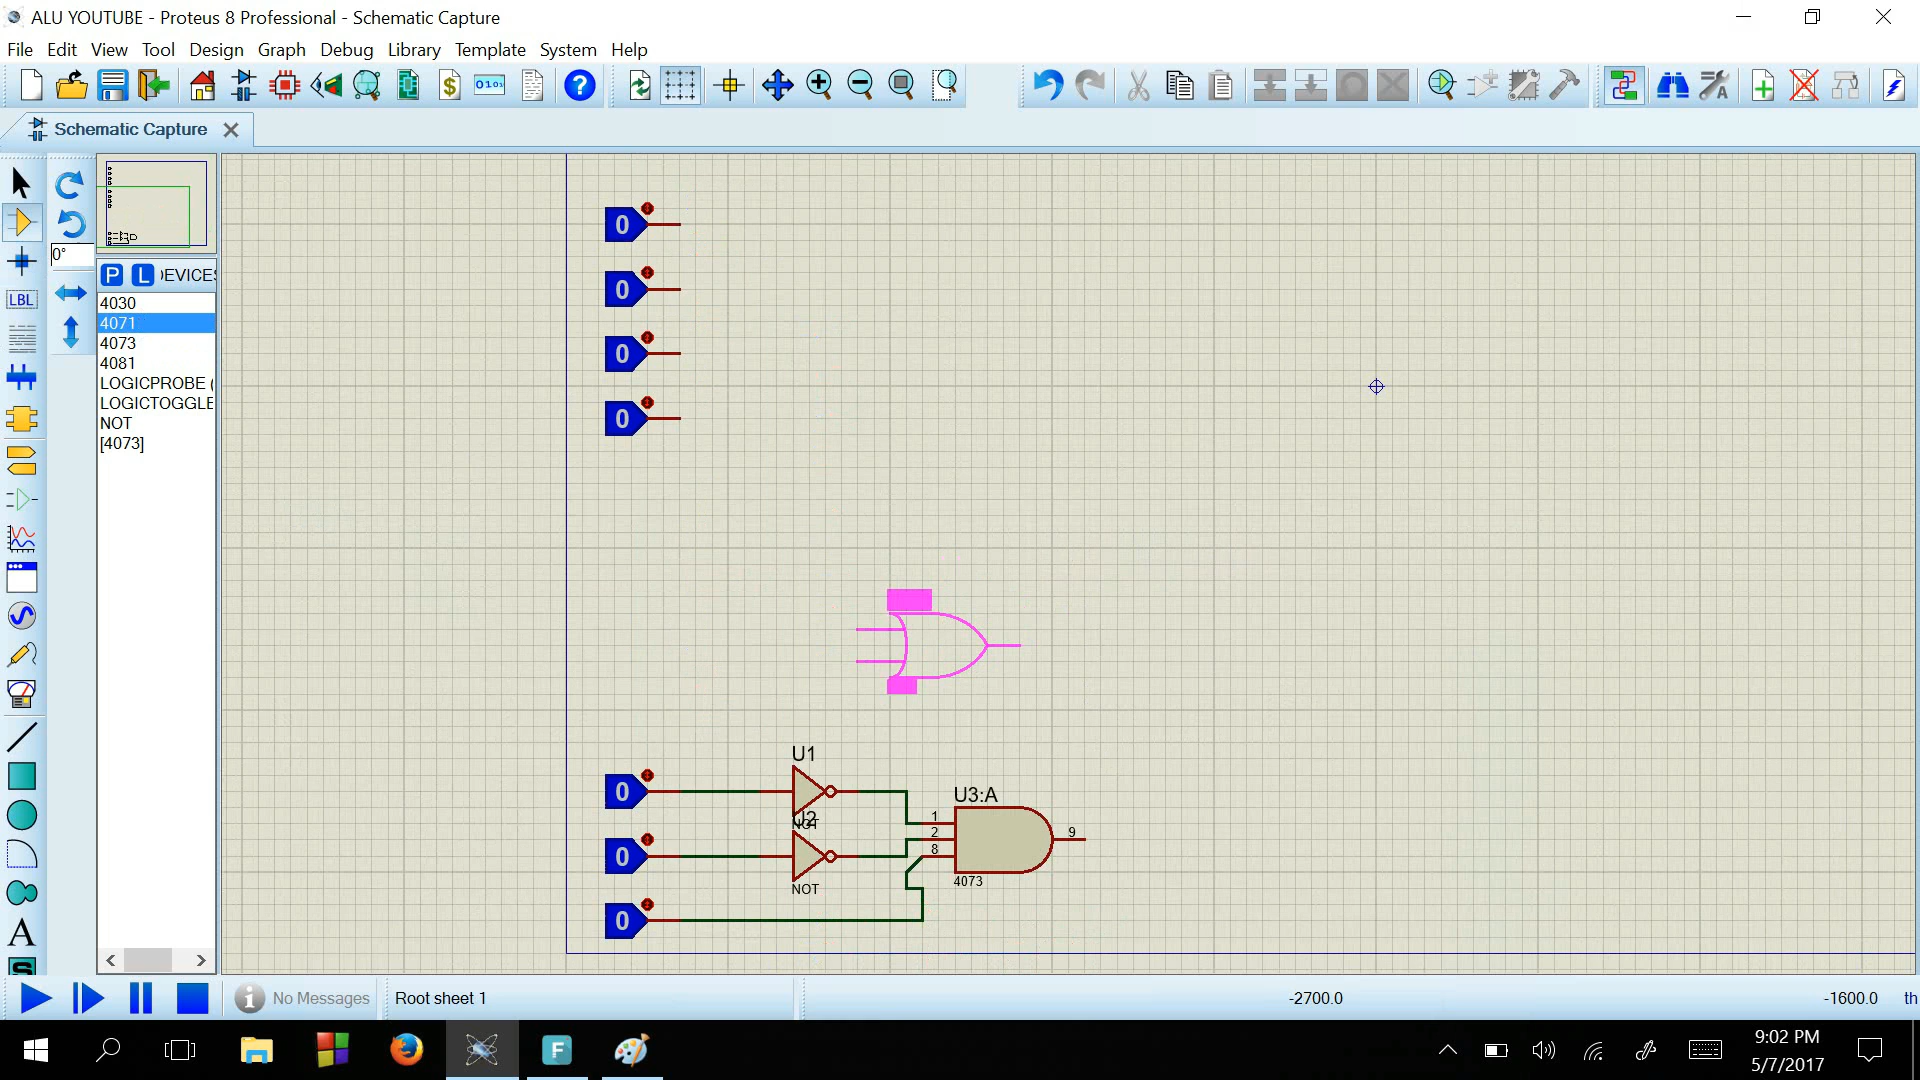 ALU YOUTUBE - Proteus 8 Professional - Schematic Capture
File Edit View Tool Design Graph Debug Library Template System Help
Schematic Capture
0°
P L
LBL
4030
4071
4073
4081
LOGICPROBE (
LOGICTOGGLE
NOT
[4073]
A
S
0
0
0
0
U1
0
NOT
U2
0
NOT
0
U3:A
1
2
8
9
4073
No Messages
Root sheet 1
-2700.0
-1600.0
th
9:02 PM
5/7/2017